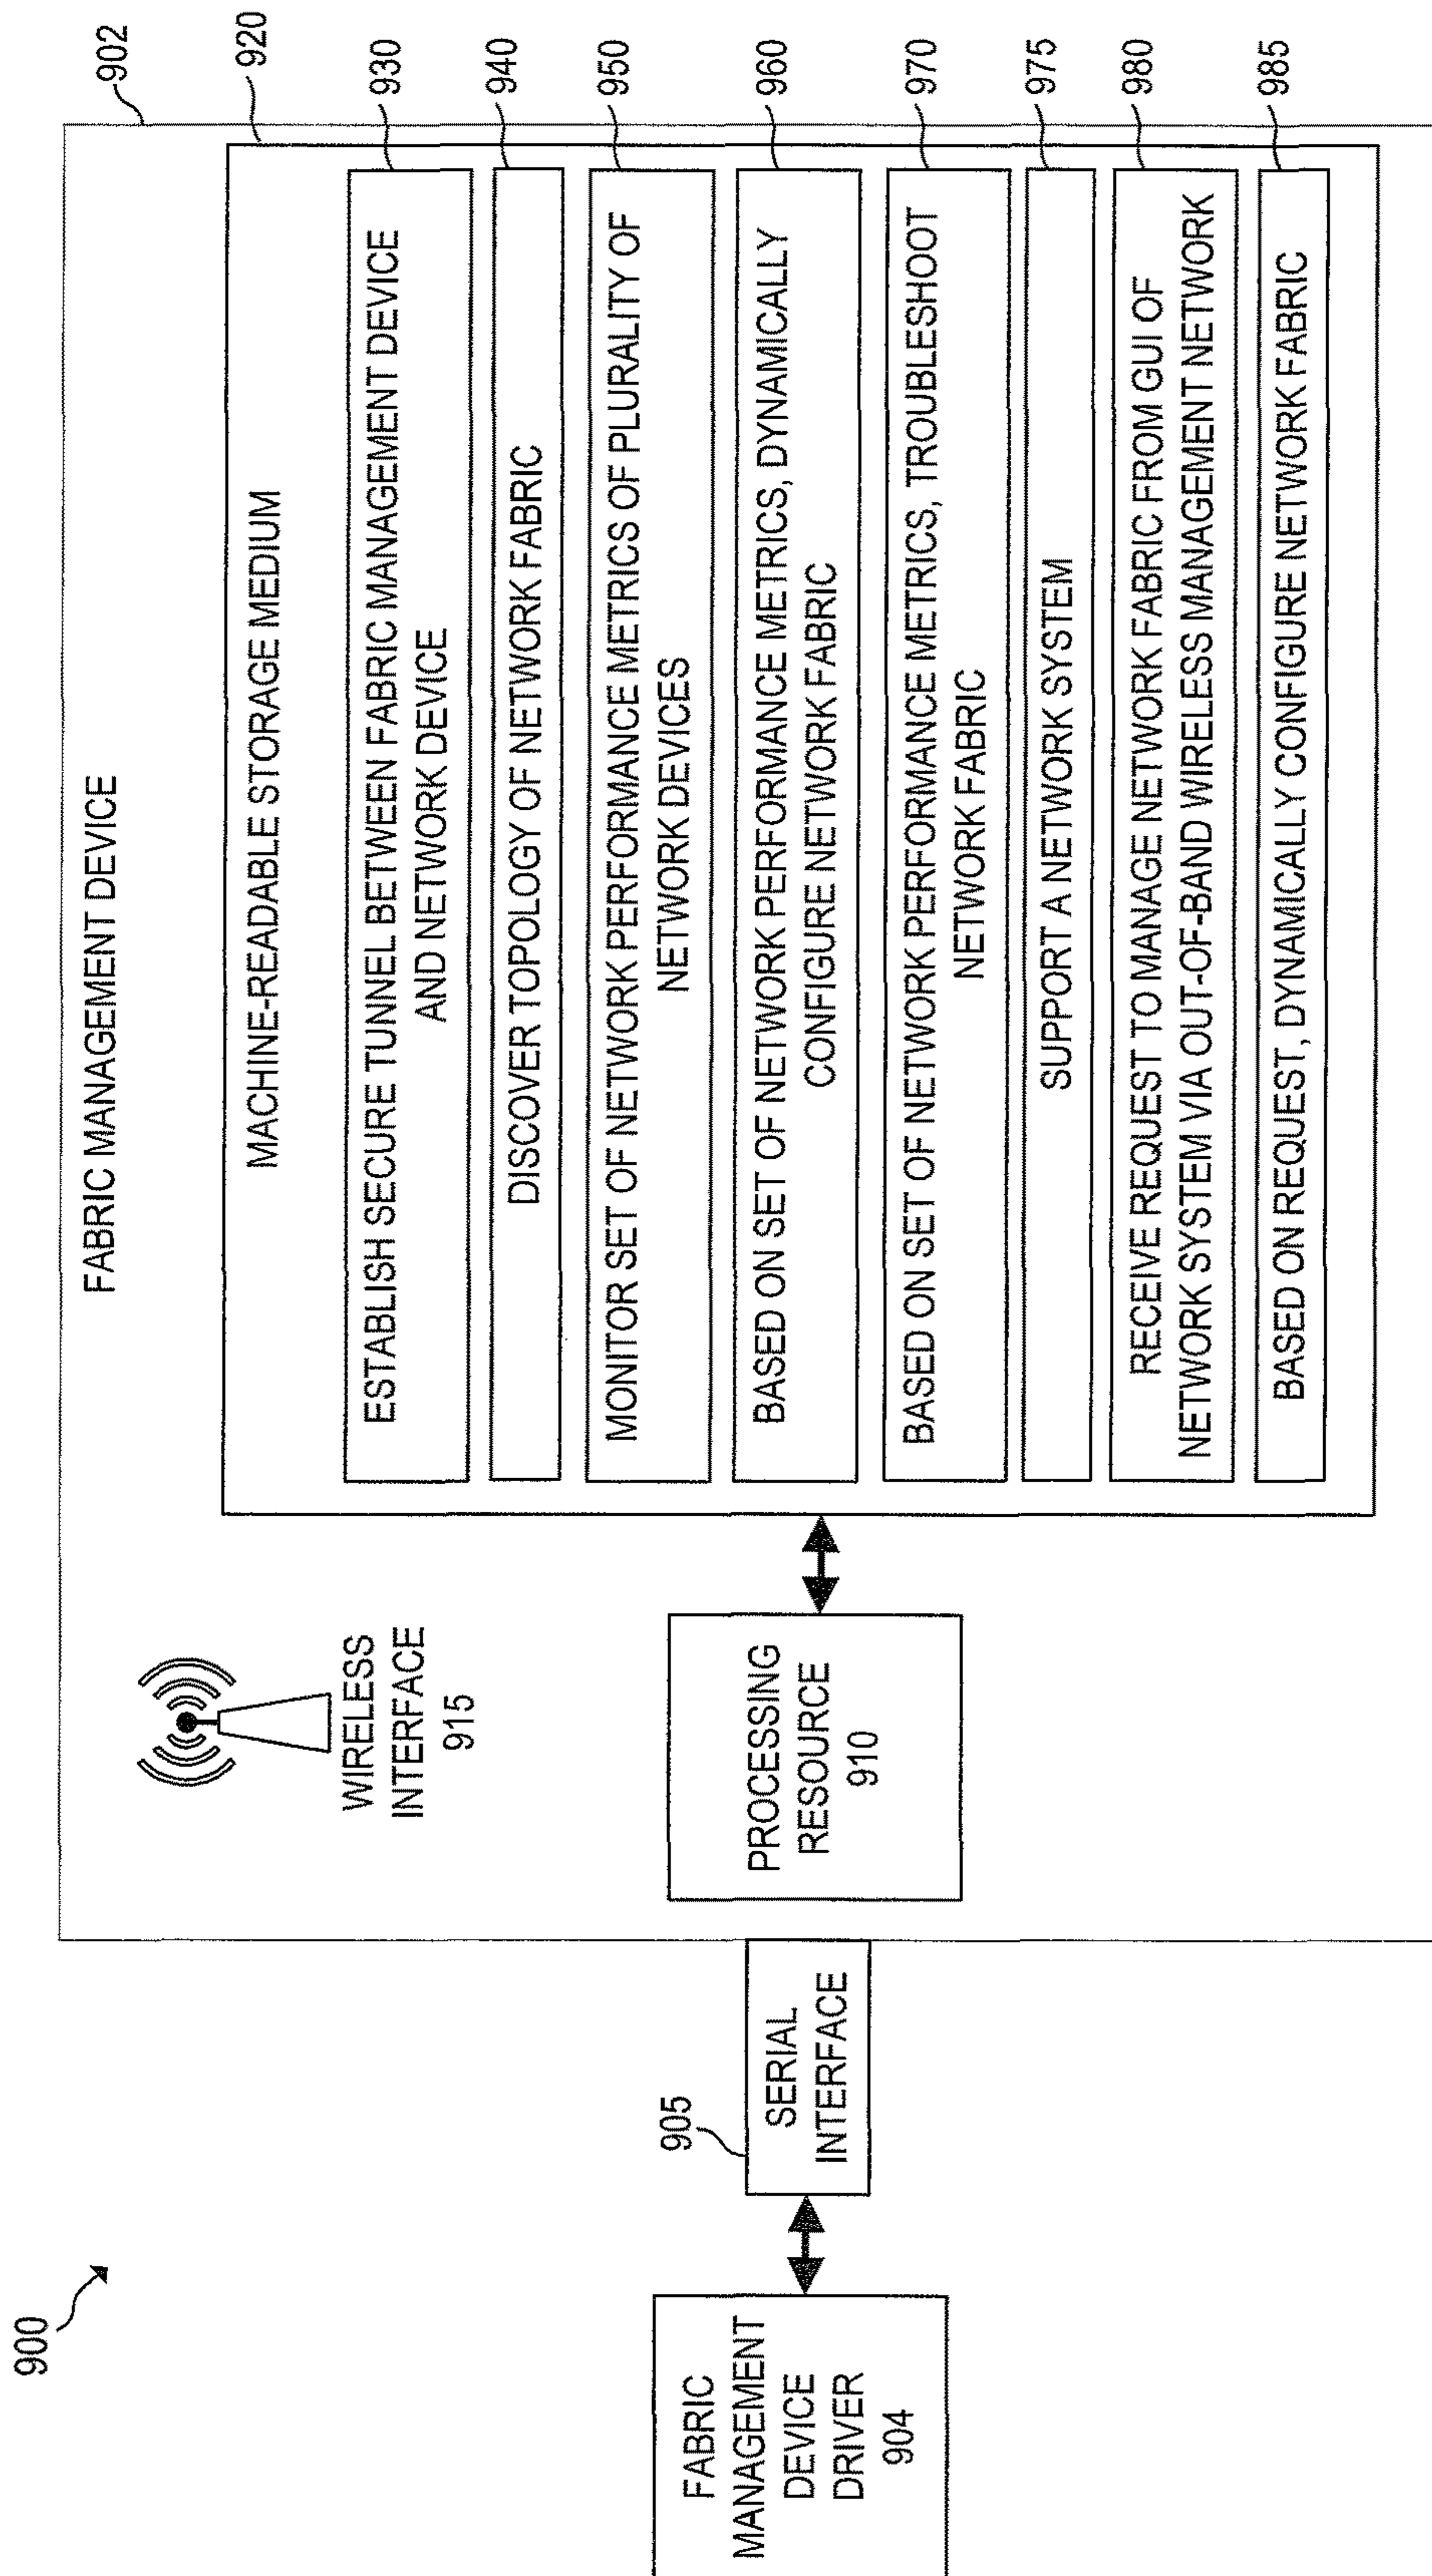 900
FABRIC MANAGEMENT DEVICE
902
MACHINE-READABLE STORAGE MEDIUM
920
ESTABLISH SECURE TUNNEL BETWEEN FABRIC MANAGEMENT DEVICE
AND NETWORK DEVICE
930
DISCOVER TOPOLOGY OF NETWORK FABRIC
940
MONITOR SET OF NETWORK PERFORMANCE METRICS OF PLURALITY OF
NETWORK DEVICES
950
BASED ON SET OF NETWORK PERFORMANCE METRICS, DYNAMICALLY
CONFIGURE NETWORK FABRIC
960
BASED ON SET OF NETWORK PERFORMANCE METRICS, TROUBLESHOOT
NETWORK FABRIC
970
SUPPORT A NETWORK SYSTEM
975
RECEIVE REQUEST TO MANAGE NETWORK FABRIC FROM GUI OF
NETWORK SYSTEM VIA OUT-OF-BAND WIRELESS MANAGEMENT NETWORK
980
BASED ON REQUEST, DYNAMICALLY CONFIGURE NETWORK FABRIC
985
WIRELESS
INTERFACE
915
PROCESSING
RESOURCE
910
905
SERIAL
INTERFACE
FABRIC
MANAGEMENT
DEVICE
DRIVER
904